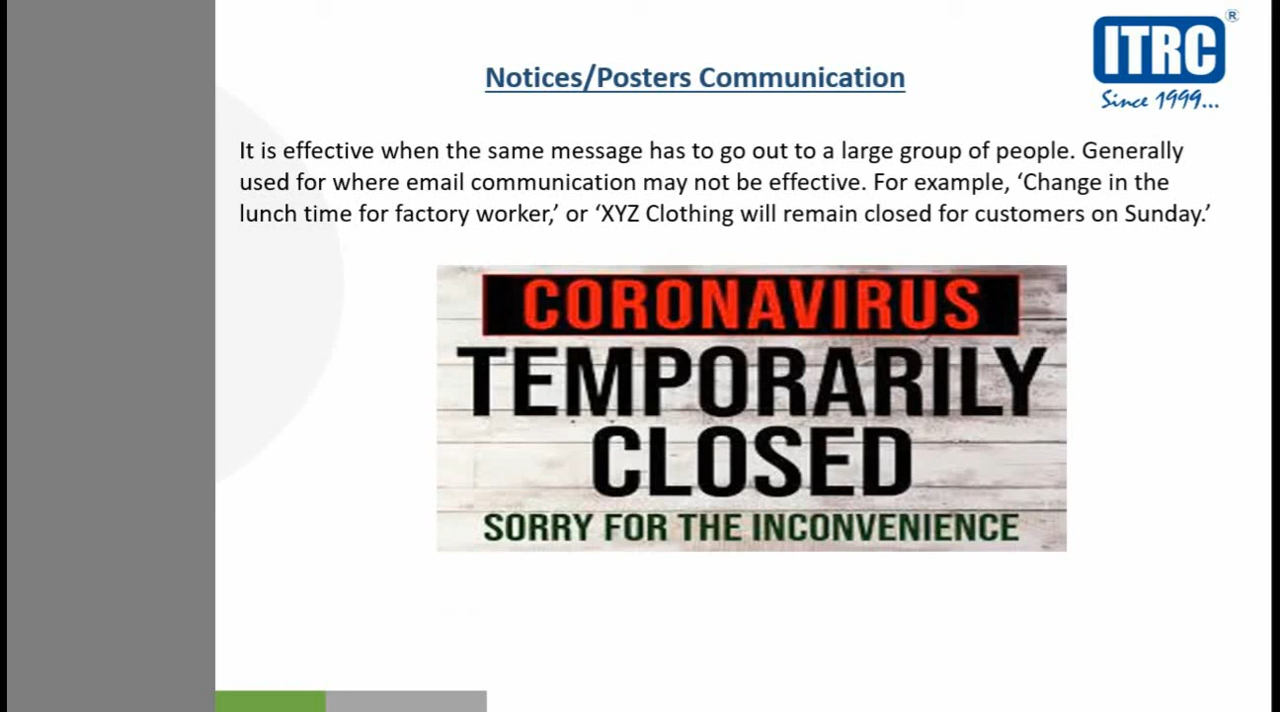 ITRC ®
Since 1999...
Notices/Posters Communication
It is effective when the same message has to go out to a large group of people. Generally
used for where email communication may not be effective. For example, ‘Change in the
lunch time for factory worker,’ or ‘XYZ Clothing will remain closed for customers on Sunday.’
CORONAVIRUS
TEMPORARILY
CLOSED
SORRY FOR THE INCONVENIENCE